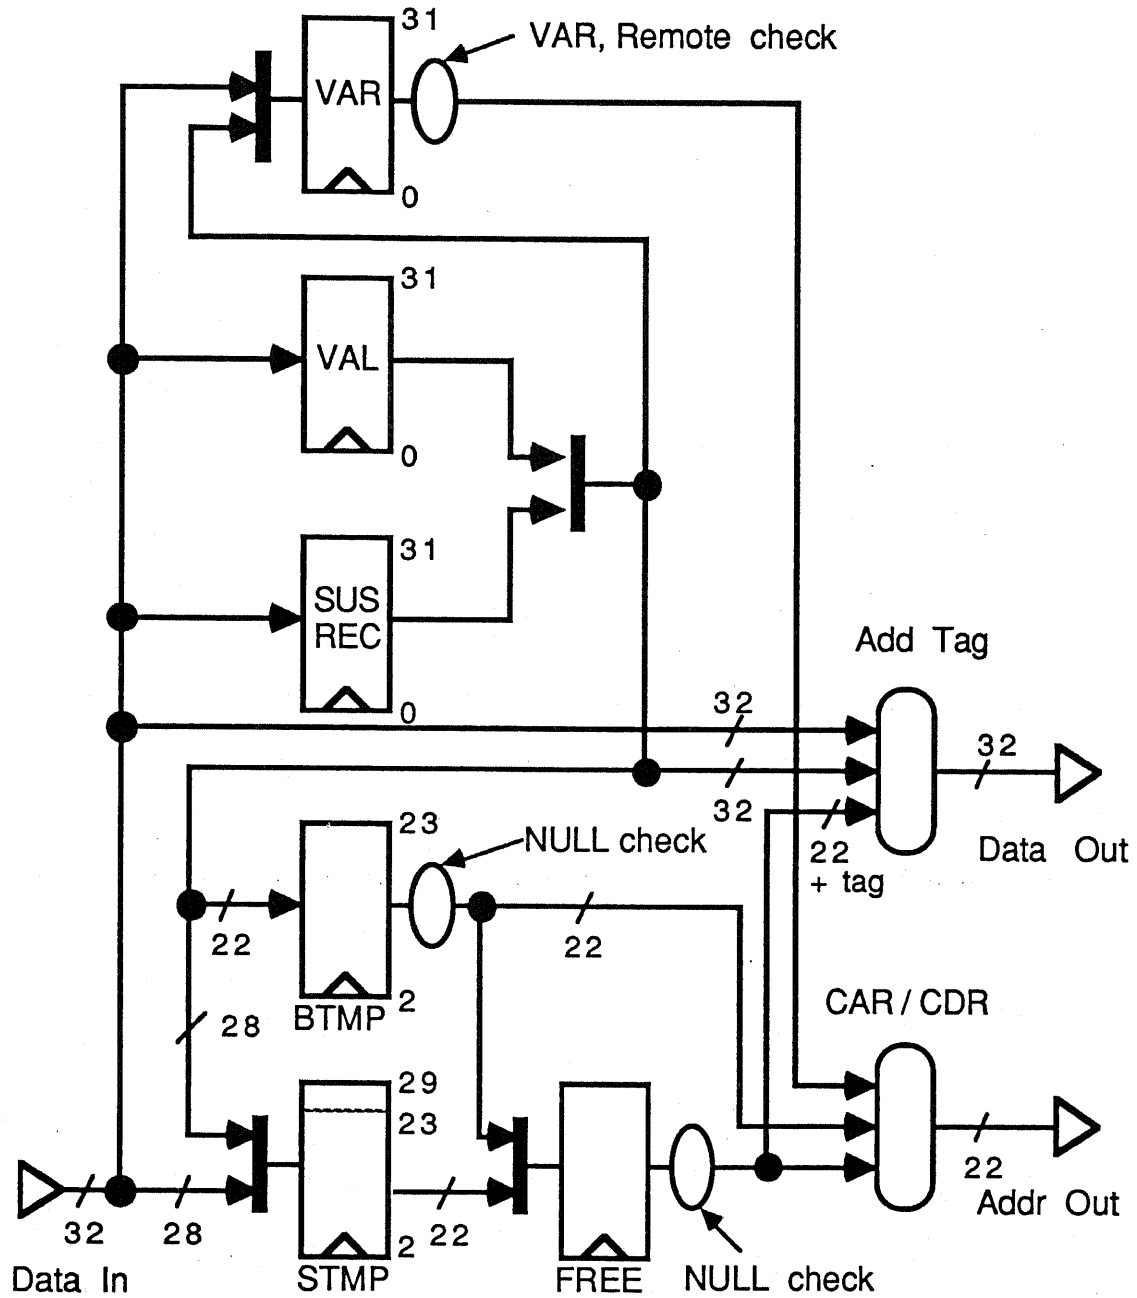 31
VAR, Remote check
VAR
0
31
VAL
0
31
SUS
REC
0
Add Tag
32
32
32
Data Out
23
NULL check
22
+ tag
22
22
2
BTMP
28
CAR / CDR
29
23
22
Addr Out
32
28
2
22
Data In
STMP
FREE
NULL check